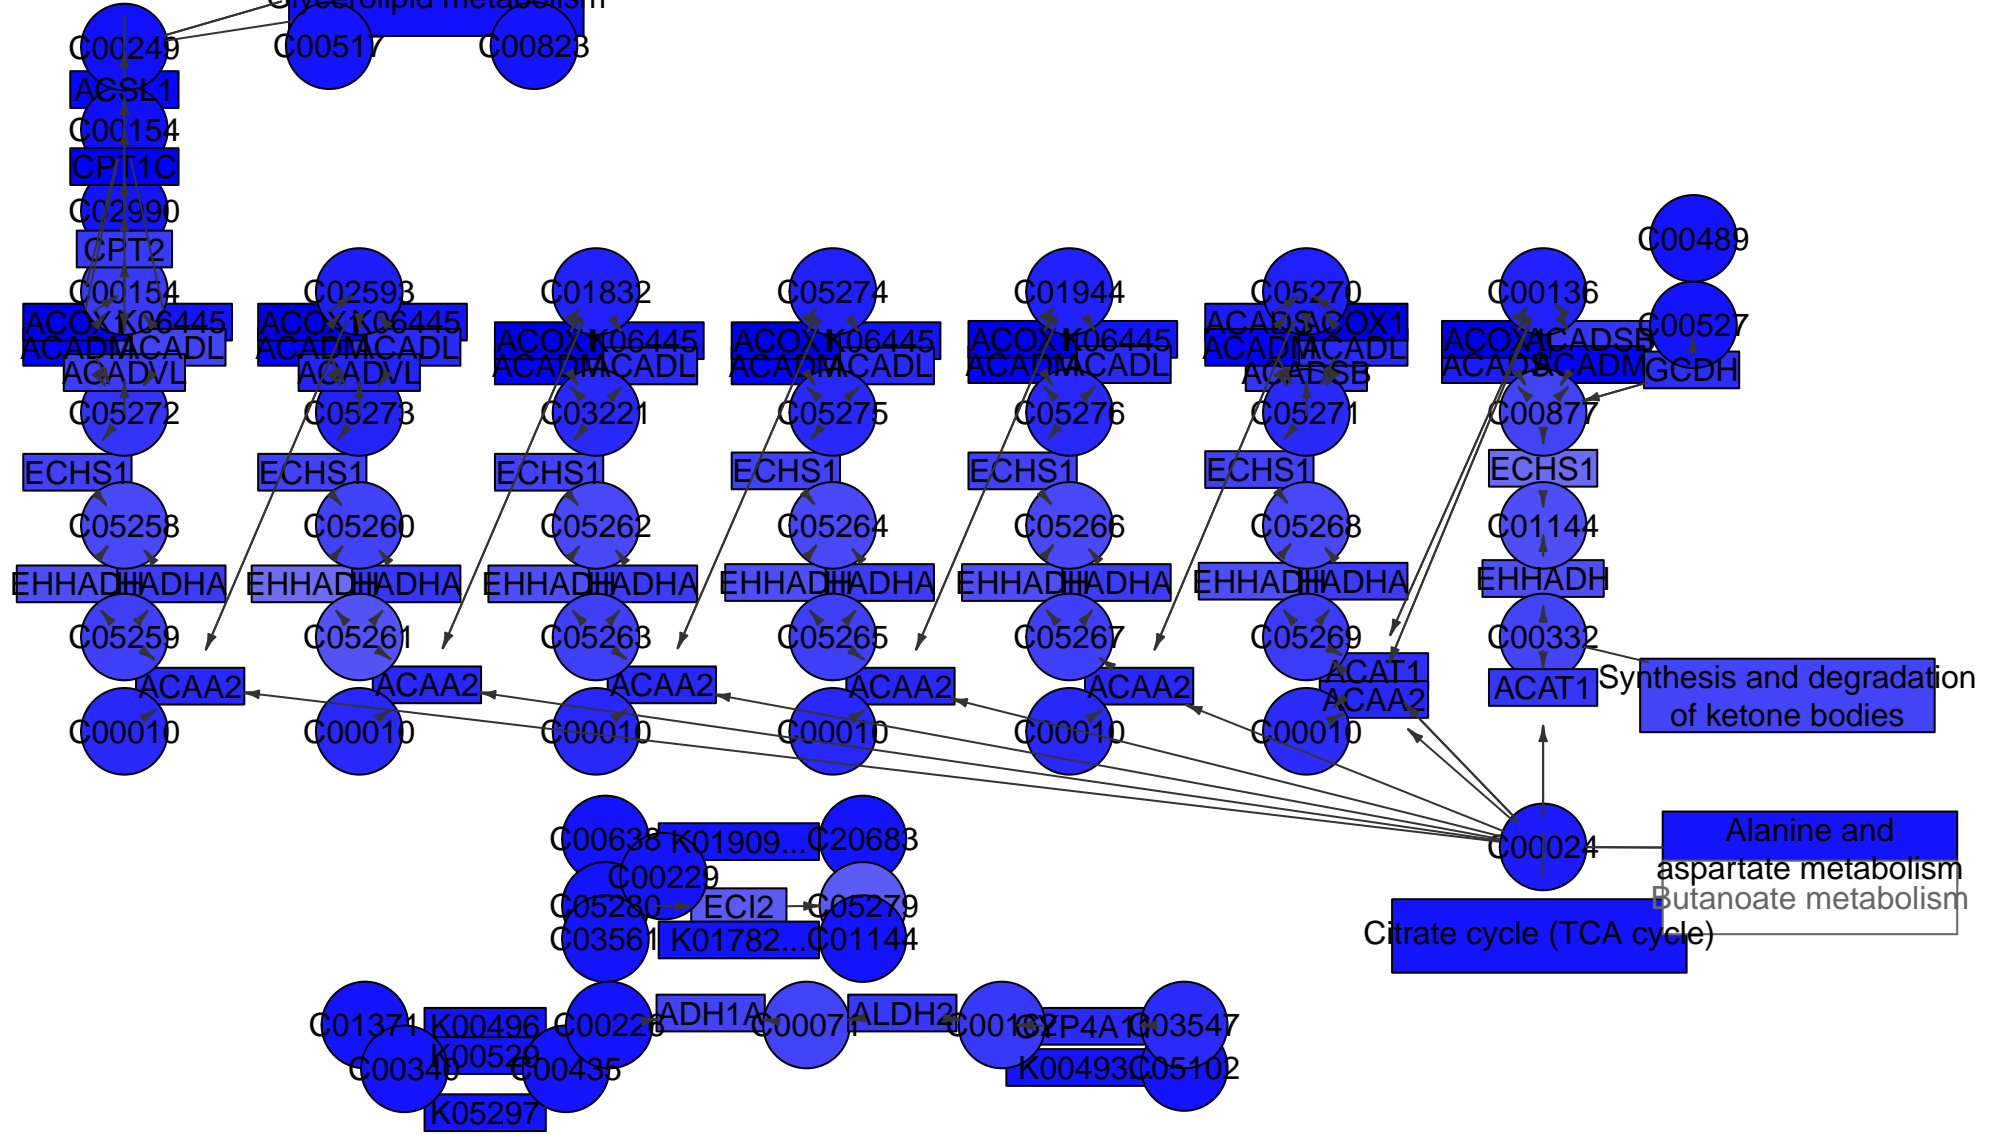 Glycerolipid metabolism
C00249
C00517
C00823
ACSL1
C00154
CPT1C
C02990
CPT2
C00489
C00154
C02593
C01832
C05274
C01944
C05270
C00136
C00527
ACOX1
K06445
ACADM
ACADL
ACADVL
ACOX1
K06445
ACADM
ACADL
ACADVL
ACOX1
K06445
ACADM
ACADL
ACOX1
K06445
ACADM
ACADL
ACOX1
K06445
ACADM
ACADL
ACADS
ACOX1
ACADM
ACADL
ACADSB
ACOX1
ACADSB
ACADS
ACADM
GCDH
C05272
C05273
C03221
C05275
C05276
C05271
C00877
ECHS1
ECHS1
ECHS1
ECHS1
ECHS1
ECHS1
ECHS1
C05258
C05260
C05262
C05264
C05266
C05268
C01144
EHHADH
HADHA
EHHADH
HADHA
EHHADH
HADHA
EHHADH
HADHA
EHHADH
HADHA
EHHADH
HADHA
EHHADH
C05259
C05261
C05263
C05265
C05267
C05269
C00332
ACAA2
ACAA2
ACAA2
ACAA2
ACAA2
ACAT1
ACAA2
ACAT1
Synthesis and degradation
of ketone bodies
C00010
C00010
C00010
C00010
C00010
C00010
C00638
K01909...
C20683
C00229
C05280
ECI2
C05279
C03561
K01782...
C01144
C00024
Alanine and
aspartate metabolism
Butanoate metabolism
Citrate cycle (TCA cycle)
C01371
K00496
C00226
ADH1A
C00071
ALDH2
C00162
C03547
C00340
K00529
C00435
K00493...
C05102
K05297